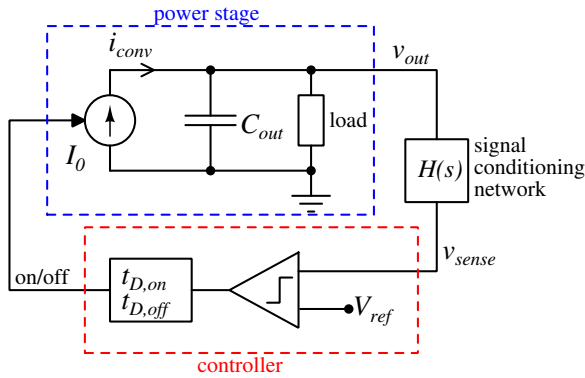 power stage
i_conv
v_out
I_0
C_out
load
H(s)
signal
conditioning
network
v_sense
on/off
t_D,on
t_D,off
V_ref
controller